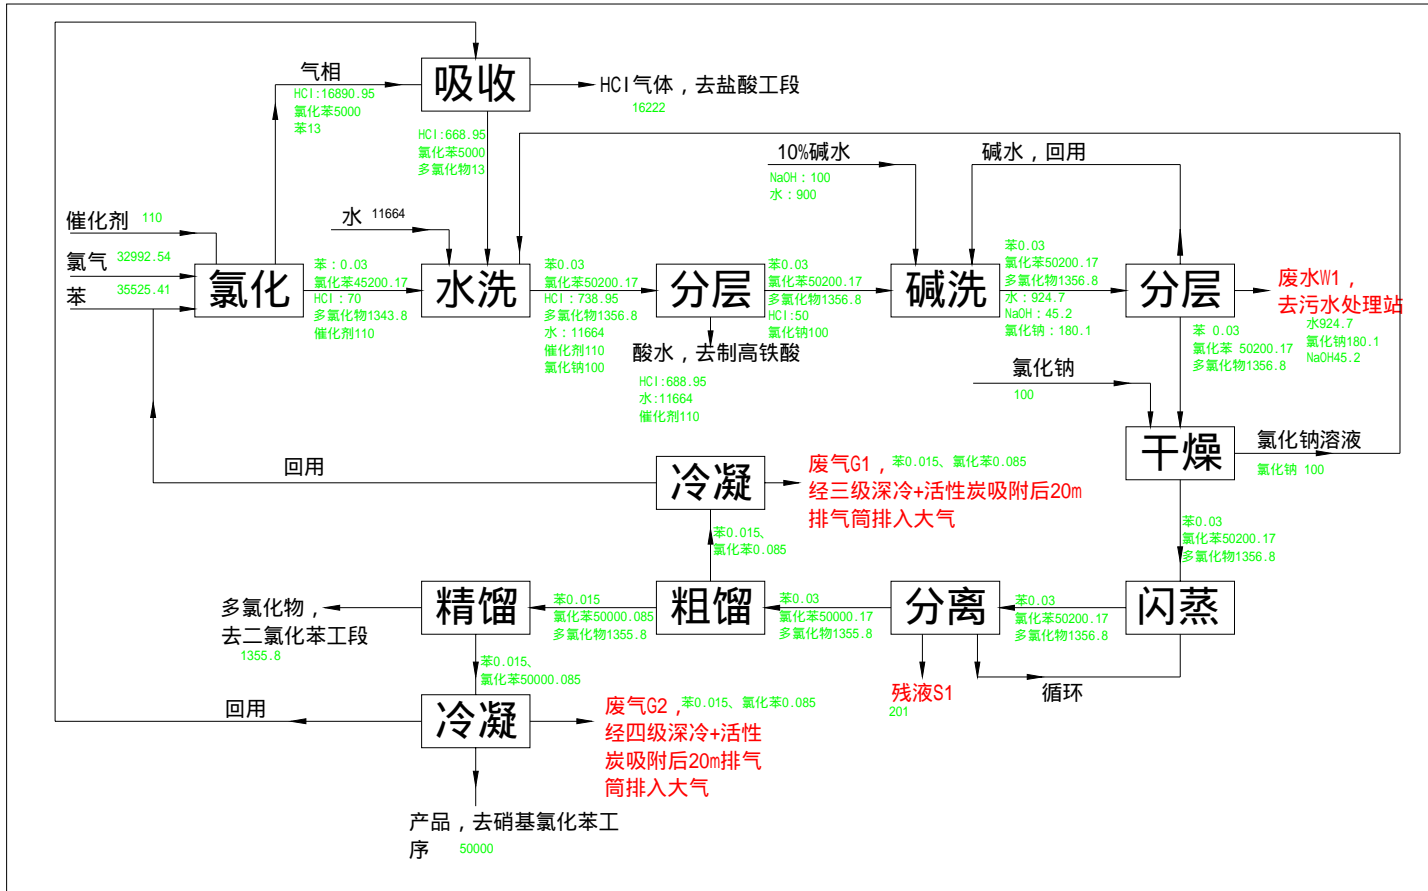 气相
HCI:16890.95
氯化苯5000
苯13
吸收
HCI气体，去盐酸工段
16222
HCI:668.95
氯化苯5000
多氯化物13
10%碱水
NaOH：100
水：900
碱水，回用
催化剂 110
氯气 32992.54
苯 35525.41
氯化
苯：0.03
氯化苯45200.17
HCI：70
多氯化物1343.8
催化剂110
水 11664
水洗
苯0.03
氯化苯50200.17
HCI：738.95
多氯化物1356.8
水：11664
催化剂110
氯化钠100
分层
苯0.03
氯化苯50200.17
多氯化物1356.8
HCI:50
氯化钠100
酸水，去制高铁酸
HCI:688.95
水:11664
催化剂110
碱洗
苯0.03
氯化苯50200.17
多氯化物1356.8
水：924.7
NaOH：45.2
氯化钠：180.1
分层
废水W1，
去污水处理站
水924.7
氯化钠180.1
NaOH45.2
苯 0.03
氯化苯 50200.17
多氯化物1356.8
氯化钠
100
干燥
氯化钠溶液
氯化钠 100
回用
冷凝
废气G1，苯0.015、氯化苯0.085
经三级深冷+活性炭吸附后20m
排气筒排入大气
苯0.015、
氯化苯0.085
苯0.03
氯化苯50200.17
多氯化物1356.8
多氯化物，
去二氯化苯工段
1355.8
精馏
苯0.015
氯化苯50000.085
多氯化物1355.8
粗馏
苯0.03
氯化苯50000.17
多氯化物1355.8
分离
苯0.03
氯化苯50200.17
多氯化物1356.8
闪蒸
苯0.015、
氯化苯50000.085
残液S1
201
循环
回用
冷凝
废气G2，苯0.015、氯化苯0.085
经四级深冷+活性
炭吸附后20m排气
筒排入大气
产品，去硝基氯化苯工
序 50000